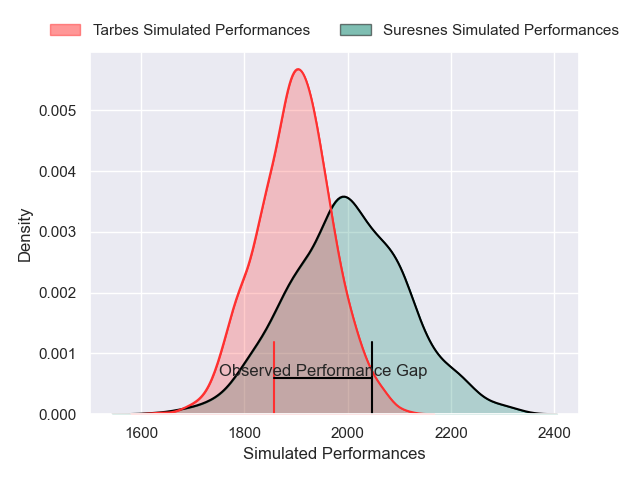 Tarbes Simulated Performances
Suresnes Simulated Performances
Density
0.005
0.004
0.003
0.002
0.001
0.000
Observed Performance Gap
1600 1800 2000 2200 2400
Simulated Performances